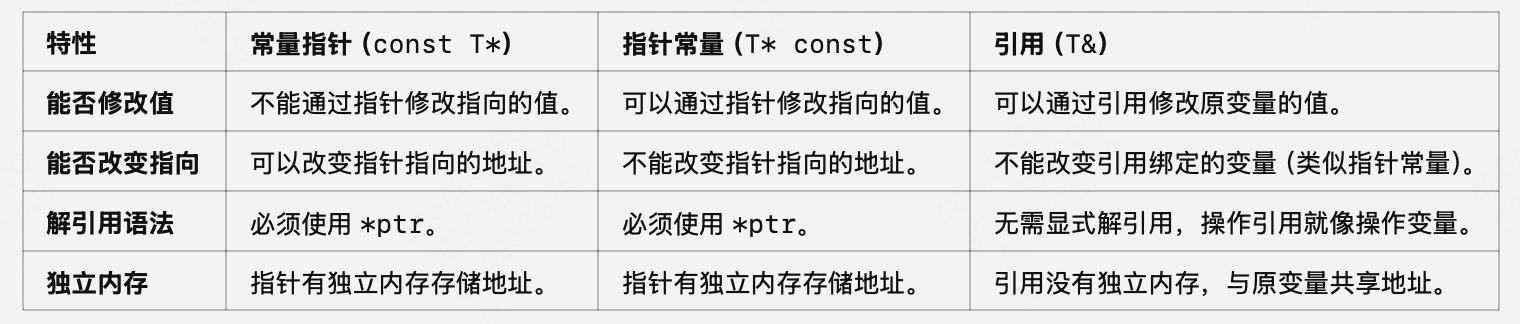 特性 常量指针 (const T*) 指针常量 (T* const) 引用 (T&)
能否修改值 不能通过指针修改指向的值。 可以通过指针修改指向的值。 可以通过引用修改原变量的值。
能否改变指向 可以改变指针指向的地址。 不能改变指针指向的地址。 不能改变引用绑定的变量 (类似指针常量)。
解引用语法 必须使用 *ptr。 必须使用 *ptr。 无需显式解引用，操作引用就像操作变量。
独立内存 指针有独立内存存储地址。 指针有独立内存存储地址。 引用没有独立内存，与原变量共享地址。